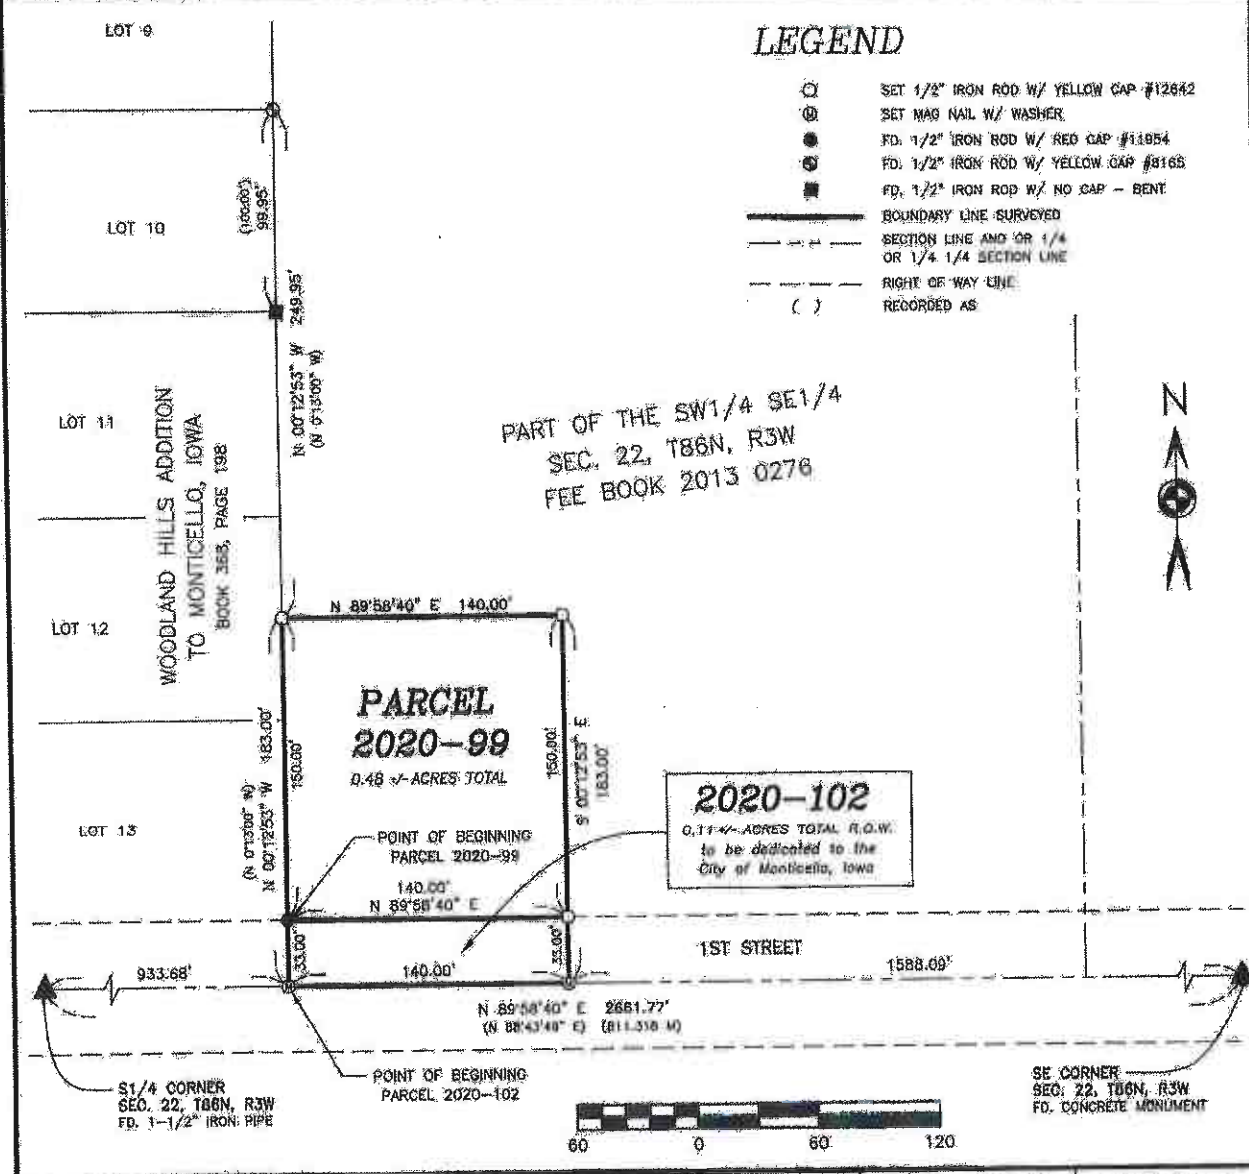 LOT 9
LEGEND
SET 1/2" IRON ROD W/ YELLOW CAP #12642
SET MAG NAIL W/ WASHER
FD. 1/2" IRON ROD W/ RED CAP #11954
FD. 1/2" IRON ROD W/ YELLOW CAP #8165
FD. 1/2" IRON ROD W/ NO CAP - BENT
BOUNDARY LINE SURVEYED
SECTION LINE AND OR 1/4
OR 1/4 1/4 SECTION LINE
RIGHT OF WAY LINE
( ) RECORDED AS
(100.00')
99.95'
LOT 10
N 00°12'53" W 249.95'
(N 0°13'00" W)
LOT 11
WOODLAND HILLS ADDITION
TO MONTICELLO, IOWA
BOOK 368, PAGE 198
PART OF THE SW1/4 SE1/4
SEC. 22, T86N, R3W
FEE BOOK 2013 0276
N
LOT 12
N 89°58'40" E 140.00'
PARCEL
2020-99
0.48 +/- ACRES TOTAL
(N 0°13'00" W)
N 00°12'53" W 183.00'
150.00'
150.00'
S 00°12'53" E
183.00'
2020-102
0.11 +/- ACRES TOTAL R.O.W.
to be dedicated to the
City of Monticello, Iowa
LOT 13
POINT OF BEGINNING
PARCEL 2020-99
140.00'
N 89°58'40" E
33.00'
33.00'
1ST STREET
933.68'
140.00'
1588.09'
N 89°58'40" E 2661.77'
(N 88°43'40" E) (811.318 M)
S1/4 CORNER
SEC. 22, T86N, R3W
FD. 1-1/2" IRON PIPE
POINT OF BEGINNING
PARCEL 2020-102
SE CORNER
SEC. 22, T86N, R3W
FD. CONCRETE MONUMENT
60 0 60 120